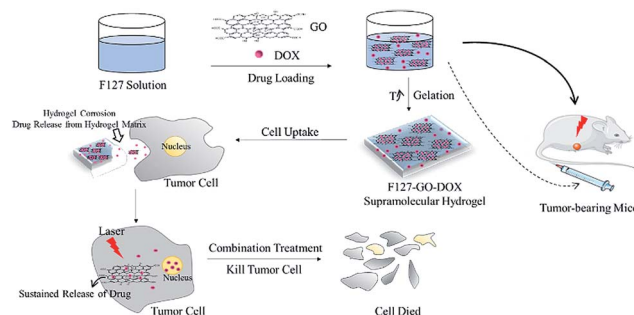 GO
DOX
F127 Solution
Drug Loading
T
Gelation
Hydrogel Corrosion
Drug Release from Hydrogel Matrix
Nucleus
Cell Uptake
Tumor Cell
F127-GO-DOX
Supramolecular Hydrogel
Tumor-bearing Mice
Laser
Combination Treatment
Nucleus
Kill Tumor Cell
Sustained Release of Drug
Tumor Cell
Cell Died